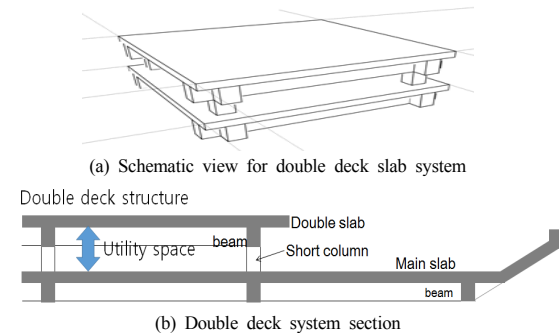 (a) Schematic view for double deck slab system
Double deck structure
Double slab
beam
Utility space
Short column
Main slab
beam
(b) Double deck system section